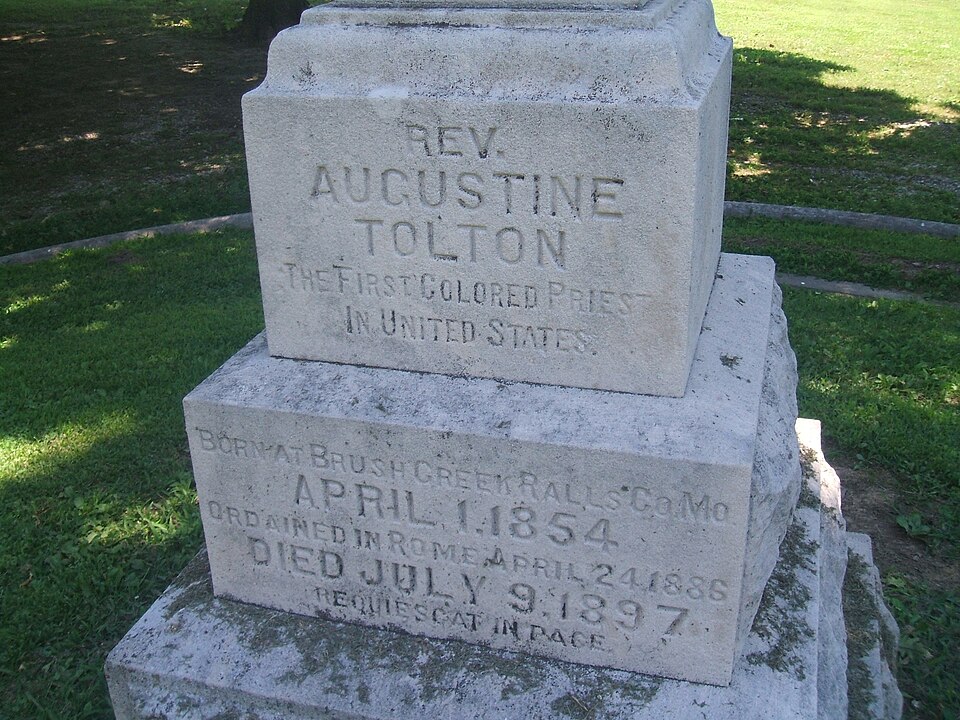 REV.
AUGUSTINE
TOLTON
THE FIRST COLORED PRIEST
IN UNITED STATES.
BORN AT BRUSH CREEK RALLS CO. MO
APRIL 1. 1854
ORDAINED IN ROME, APRIL 24. 1886
DIED JULY 9. 1897
REQUIESCAT IN PACE